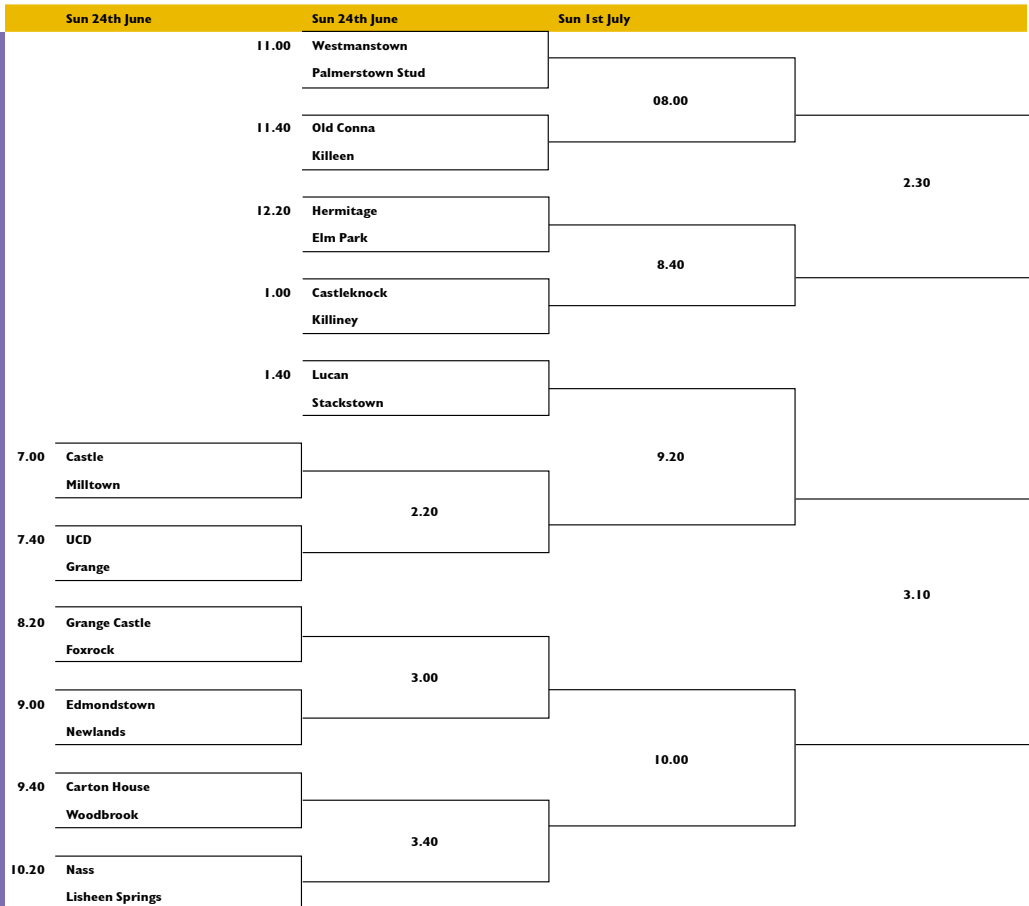 Sun 24th June Sun 24th June Sun 1st July
11.00 Westmanstown
Palmerstown Stud
08.00
11.40 Old Conna
Killeen
2.30
12.20 Hermitage
Elm Park
8.40
1.00 Castleknock
Killiney
1.40 Lucan
Stackstown
7.00 Castle 9.20
Milltown
2.20
7.40 UCD
Grange
3.10
8.20 Grange Castle
Foxrock
3.00
9.00 Edmondstown
Newlands
10.00
9.40 Carton House
Woodbrook
3.40
10.20 Nass
Lisheen Springs